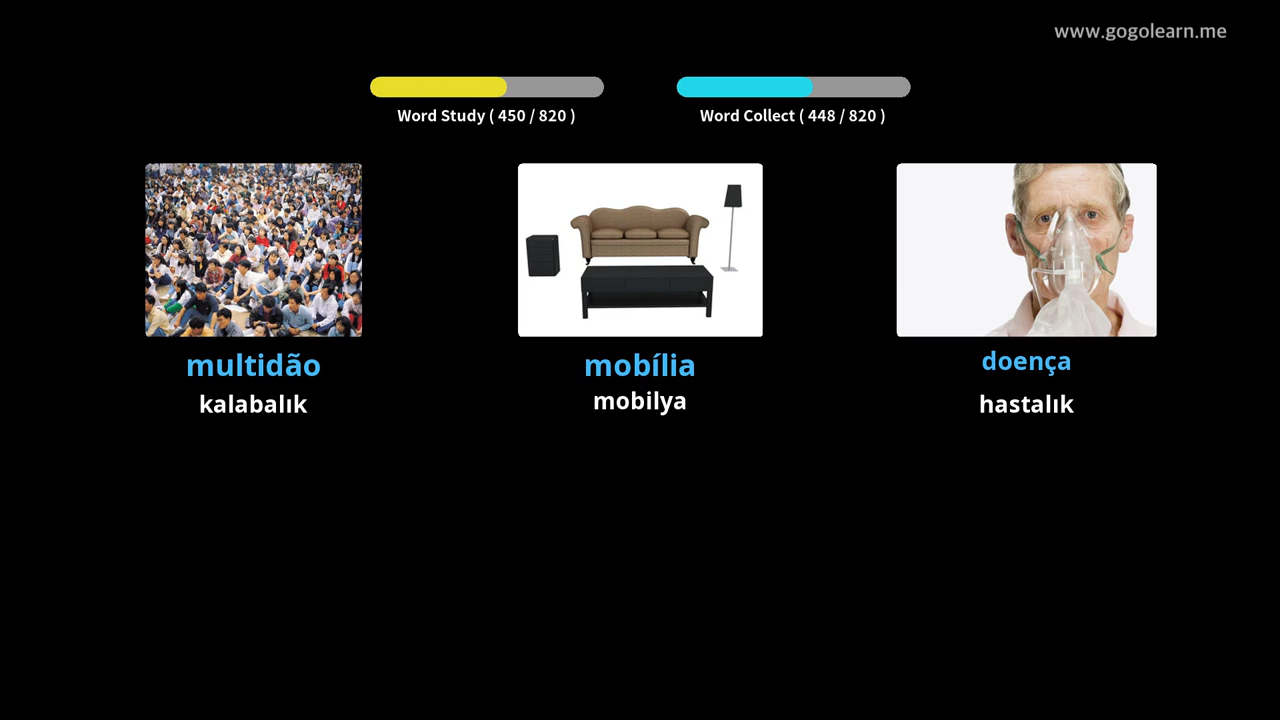 www.gogolearn.me
Word Study ( 450 / 820 )
Word Collect ( 448 / 820 )
multidão
kalabalık
mobília
mobilya
doença
hastalık